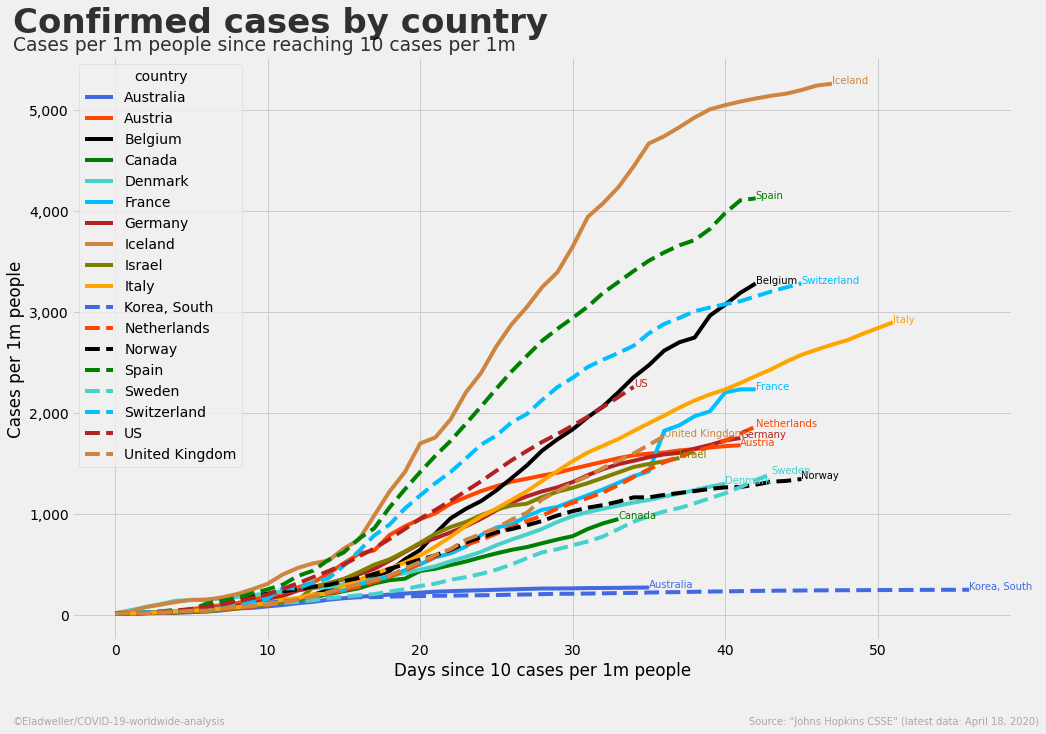 Confirmed cases by country
Cases per 1m people since reaching 10 cases per 1m
country
Australia
Austria
Belgium
Canada
Denmark
France
Germany
Iceland
Israel
Italy
Korea, South
Netherlands
Norway
Spain
Sweden
Switzerland
US
United Kingdom
Cases per 1m people
5,000
4,000
3,000
2,000
1,000
0
Iceland
Spain
Belgium
Switzerland
Italy
US
France
Netherlands
United Kingdom
Germany
Austria
Israel
Sweden
Norway
Denmark
Canada
Australia
Korea, South
0 10 20 30 40 50
Days since 10 cases per 1m people
©Eladweller/COVID-19-worldwide-analysis
Source: "Johns Hopkins CSSE" (latest data: April 18, 2020)